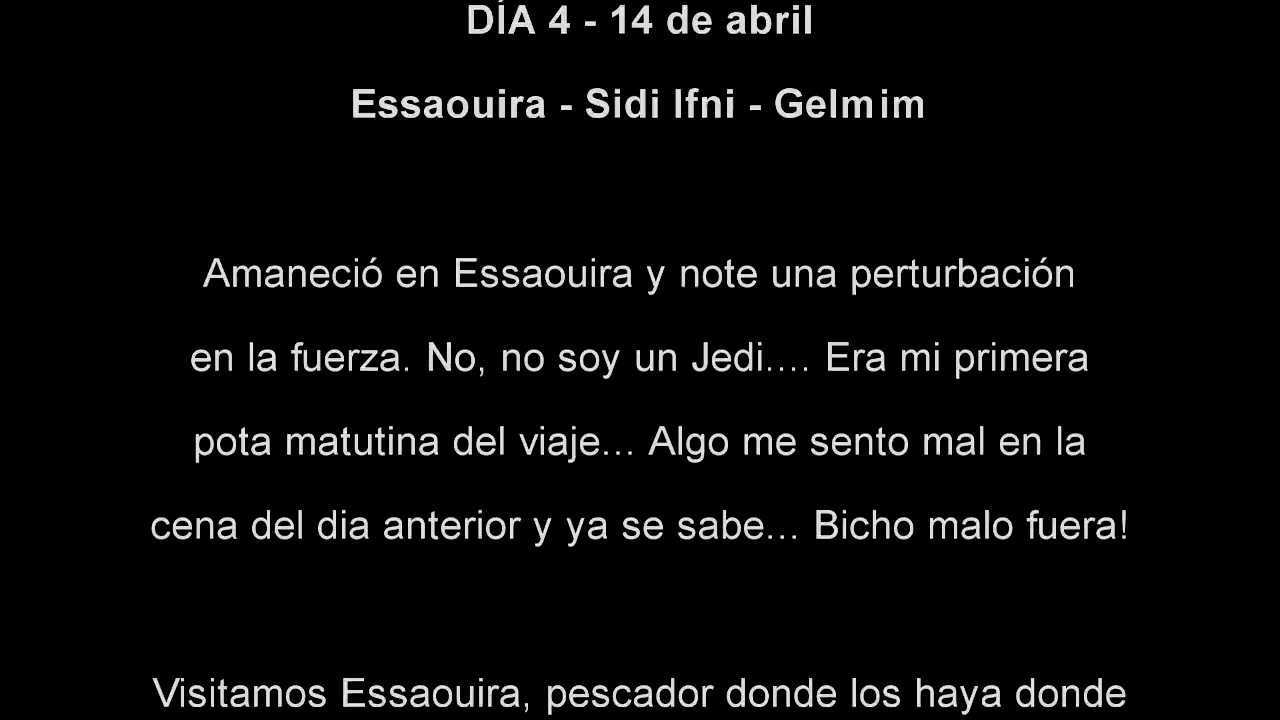 DÍA 4 - 14 de abril
Essaouira - Sidi Ifni - Gelmim
Amaneció en Essaouira y note una perturbación
en la fuerza. No, no soy un Jedi.... Era mi primera
pota matutina del viaje... Algo me sento mal en la
cena del dia anterior y ya se sabe... Bicho malo fuera!
Visitamos Essaouira, pescador donde los haya donde